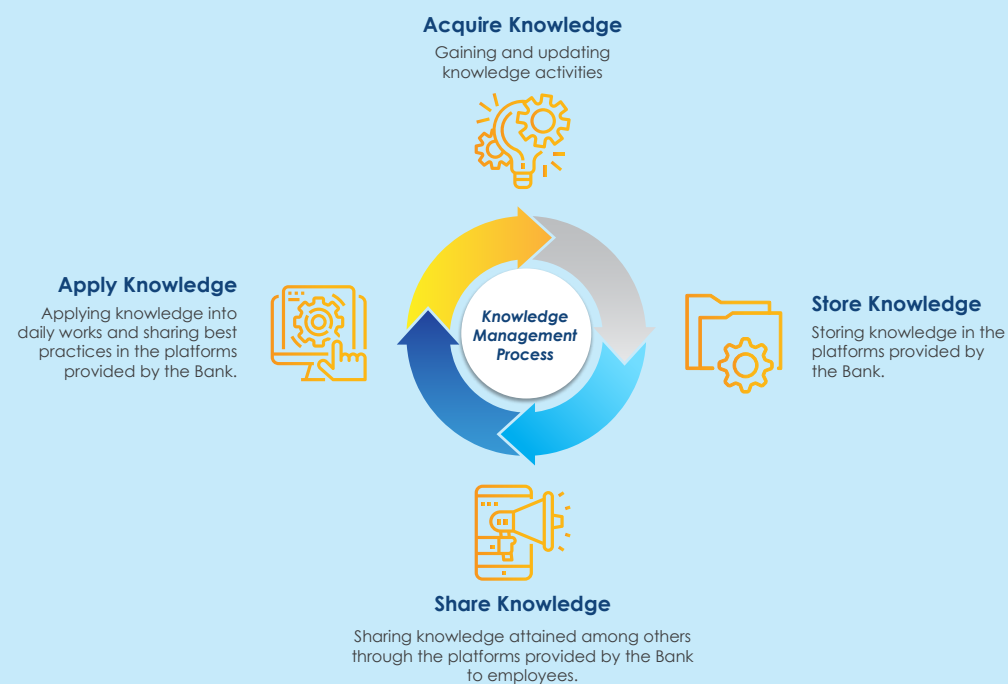 Acquire Knowledge
Gaining and updating
knowledge activities
Apply Knowledge
Applying knowledge into
daily works and sharing best
practices in the platforms
provided by the Bank.
Knowledge
Management
Process
Store Knowledge
Storing knowledge in the
platforms provided by
the Bank.
Share Knowledge
Sharing knowledge attained among others
through the platforms provided by the Bank
to employees.